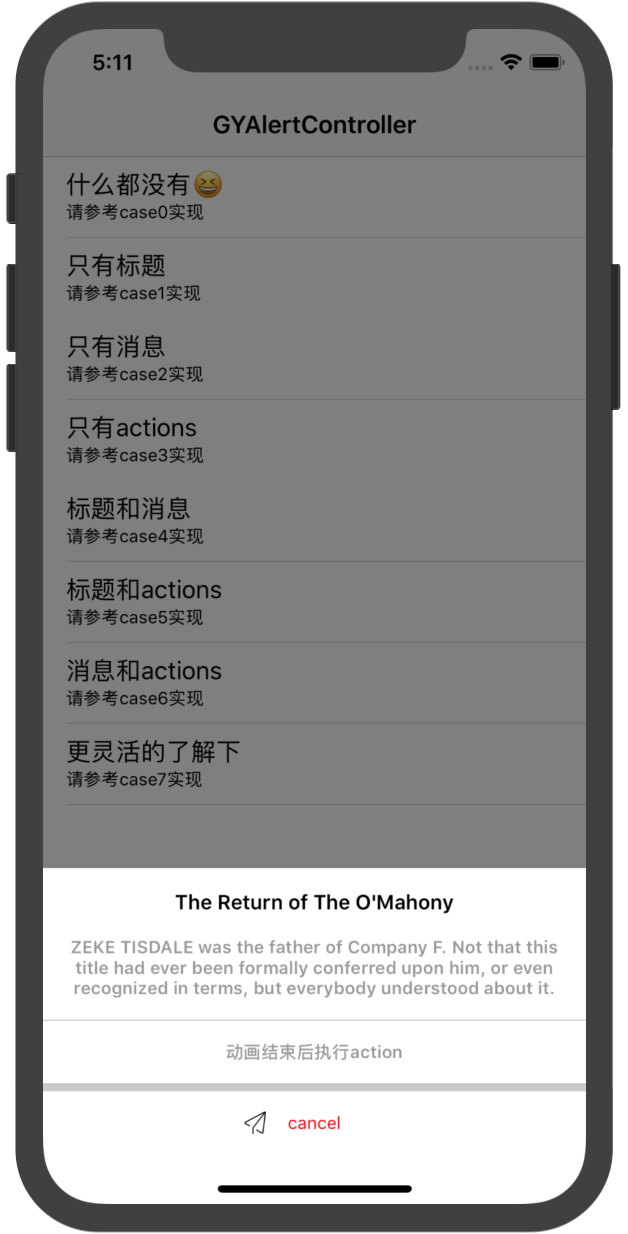 5:11
GYAlertController
什么都没有😆
请参考case0实现
只有标题
请参考case1实现
只有消息
请参考case2实现
只有actions
请参考case3实现
标题和消息
请参考case4实现
标题和actions
请参考case5实现
消息和actions
请参考case6实现
更灵活的了解下
请参考case7实现
The Return of The O'Mahony
ZEKE TISDALE was the father of Company F. Not that this
title had ever been formally conferred upon him, or even
recognized in terms, but everybody understood about it.
动画结束后执行action
cancel